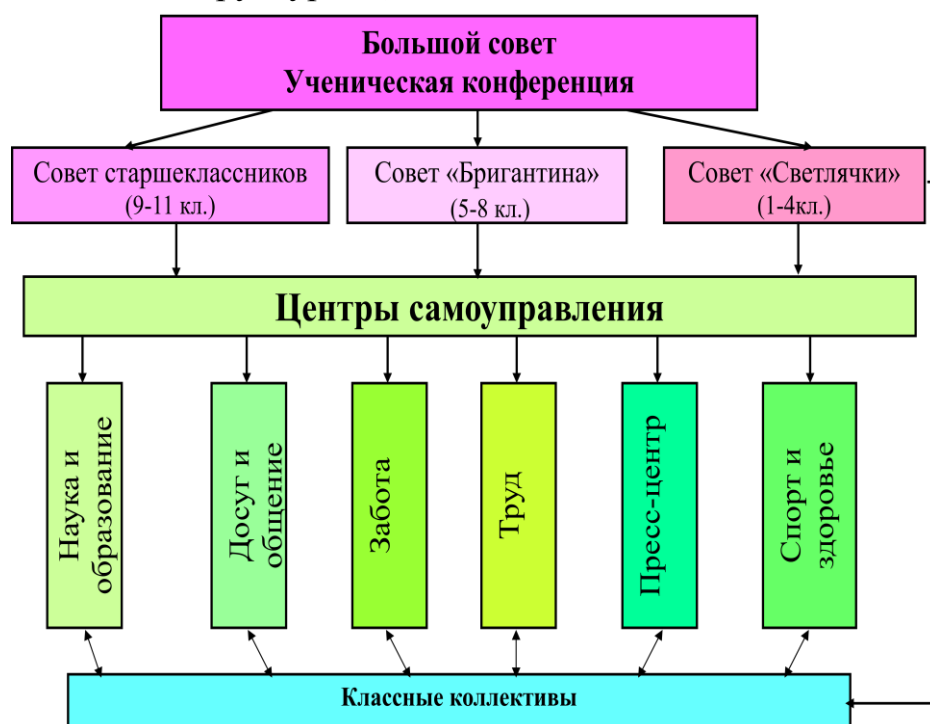 Большой совет
Ученическая конференция
Совет старшеклассников
(9-11 кл.)
Совет «Бригантина»
(5-8 кл.)
Совет «Светлячки»
(1-4кл.)
Центры самоуправления
Наука и
образование
Досуг и
общение
Забота
Труд
Пресс-центр
Спорт и
здоровье
Классные коллективы